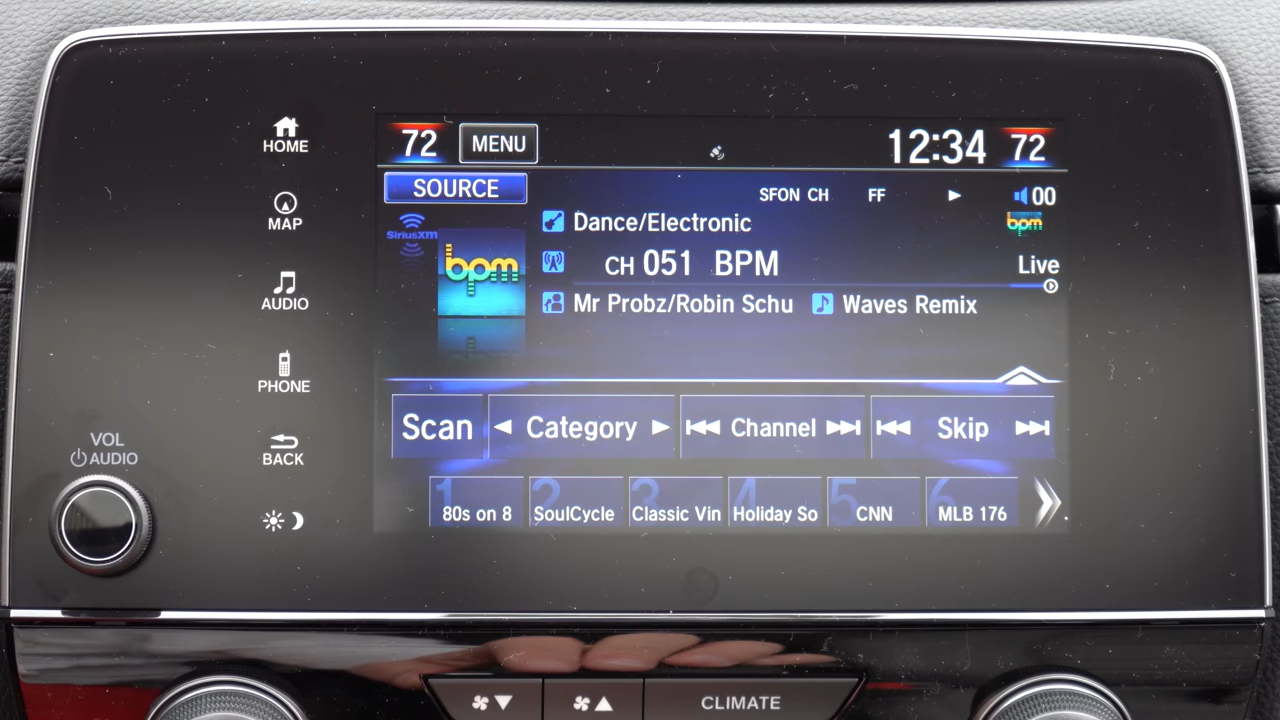 HOME
MAP
AUDIO
PHONE
BACK
VOL
AUDIO
72 MENU 12:34 72
SOURCE SFON CH FF 00
SiriusXM bpm Dance/Electronic bpm
CH 051 BPM Live
Mr Probz/Robin Schu Waves Remix
Scan Category Channel Skip
1 2 3 4 5 6
80s on 8 SoulCycle Classic Vin Holiday So CNN MLB 176
CLIMATE